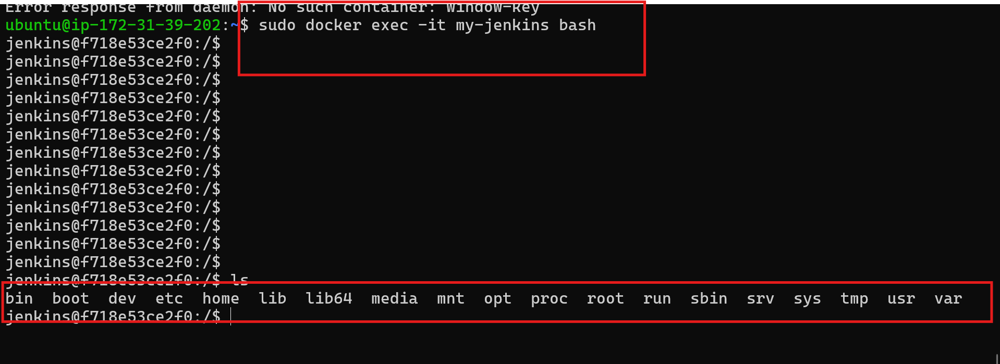 Error response from daemon: No such container: Window-Key
ubuntu@ip-172-31-39-202:~$ sudo docker exec -it my-jenkins bash
jenkins@f718e53ce2f0:/$
jenkins@f718e53ce2f0:/$
jenkins@f718e53ce2f0:/$
jenkins@f718e53ce2f0:/$
jenkins@f718e53ce2f0:/$
jenkins@f718e53ce2f0:/$
jenkins@f718e53ce2f0:/$
jenkins@f718e53ce2f0:/$
jenkins@f718e53ce2f0:/$
jenkins@f718e53ce2f0:/$
jenkins@f718e53ce2f0:/$
jenkins@f718e53ce2f0:/$
jenkins@f718e53ce2f0:/$
jenkins@f718e53ce2f0:/$ ls
bin boot dev etc home lib lib64 media mnt opt proc root run sbin srv sys tmp usr var
jenkins@f718e53ce2f0:/$